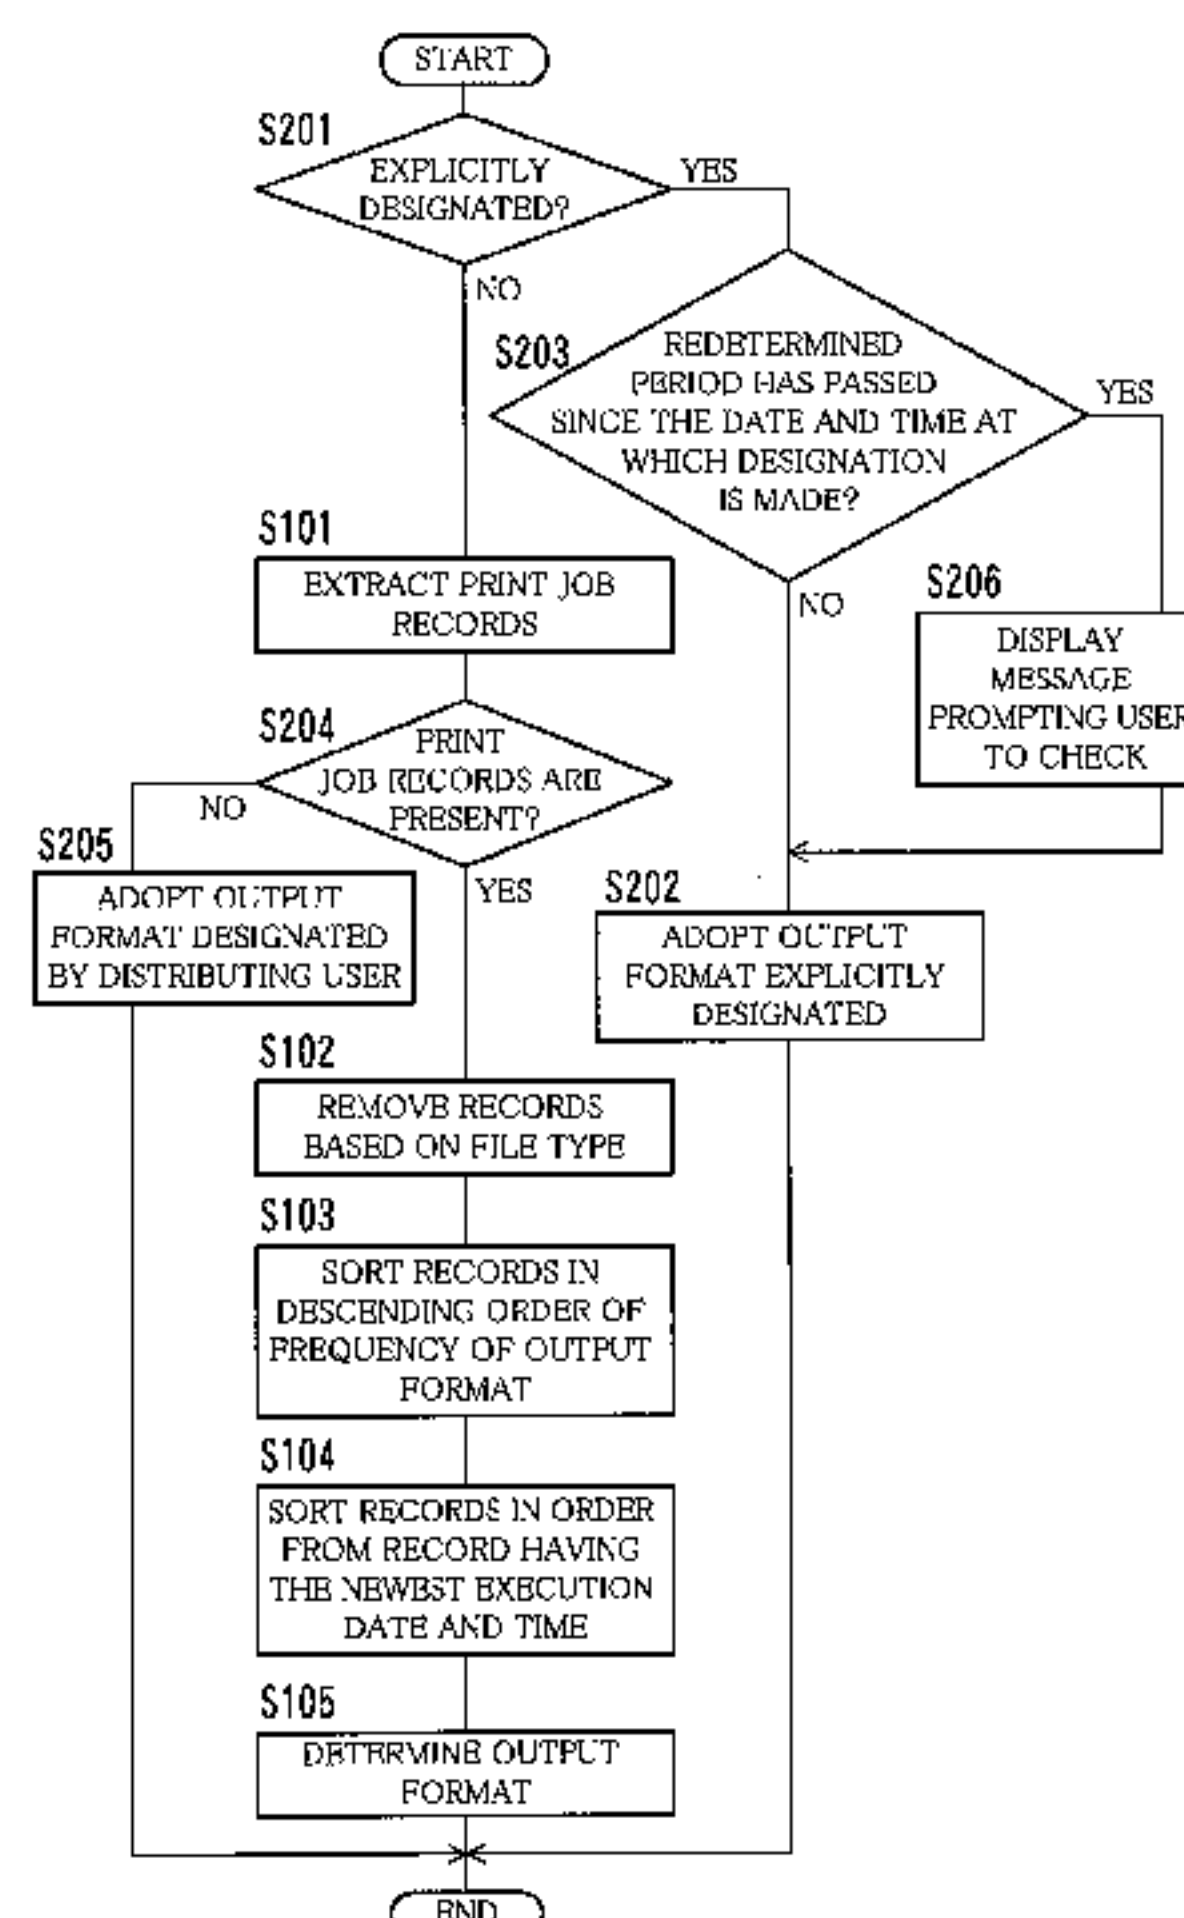 START
S201
EXPLICITLY
DESIGNATED?
YES
NO
S203
REDETERMINED
PERIOD HAS PASSED
SINCE THE DATE AND TIME AT
WHICH DESIGNATION
IS MADE?
YES
NO
S101
EXTRACT PRINT JOB
RECORDS
S206
DISPLAY
MESSAGE
PROMPTING USER
TO CHECK
S204
PRINT
JOB RECORDS ARE
PRESENT?
NO
YES
S205
ADOPT OUTPUT
FORMAT DESIGNATED
BY DISTRIBUTING USER
S202
ADOPT OUTPUT
FORMAT EXPLICITLY
DESIGNATED
S102
REMOVE RECORDS
BASED ON FILE TYPE
S103
SORT RECORDS IN
DESCENDING ORDER OF
FREQUENCY OF OUTPUT
FORMAT
S104
SORT RECORDS IN ORDER
FROM RECORD HAVING
THE NEWEST EXECUTION
DATE AND TIME
S105
DETERMINE OUTPUT
FORMAT
END